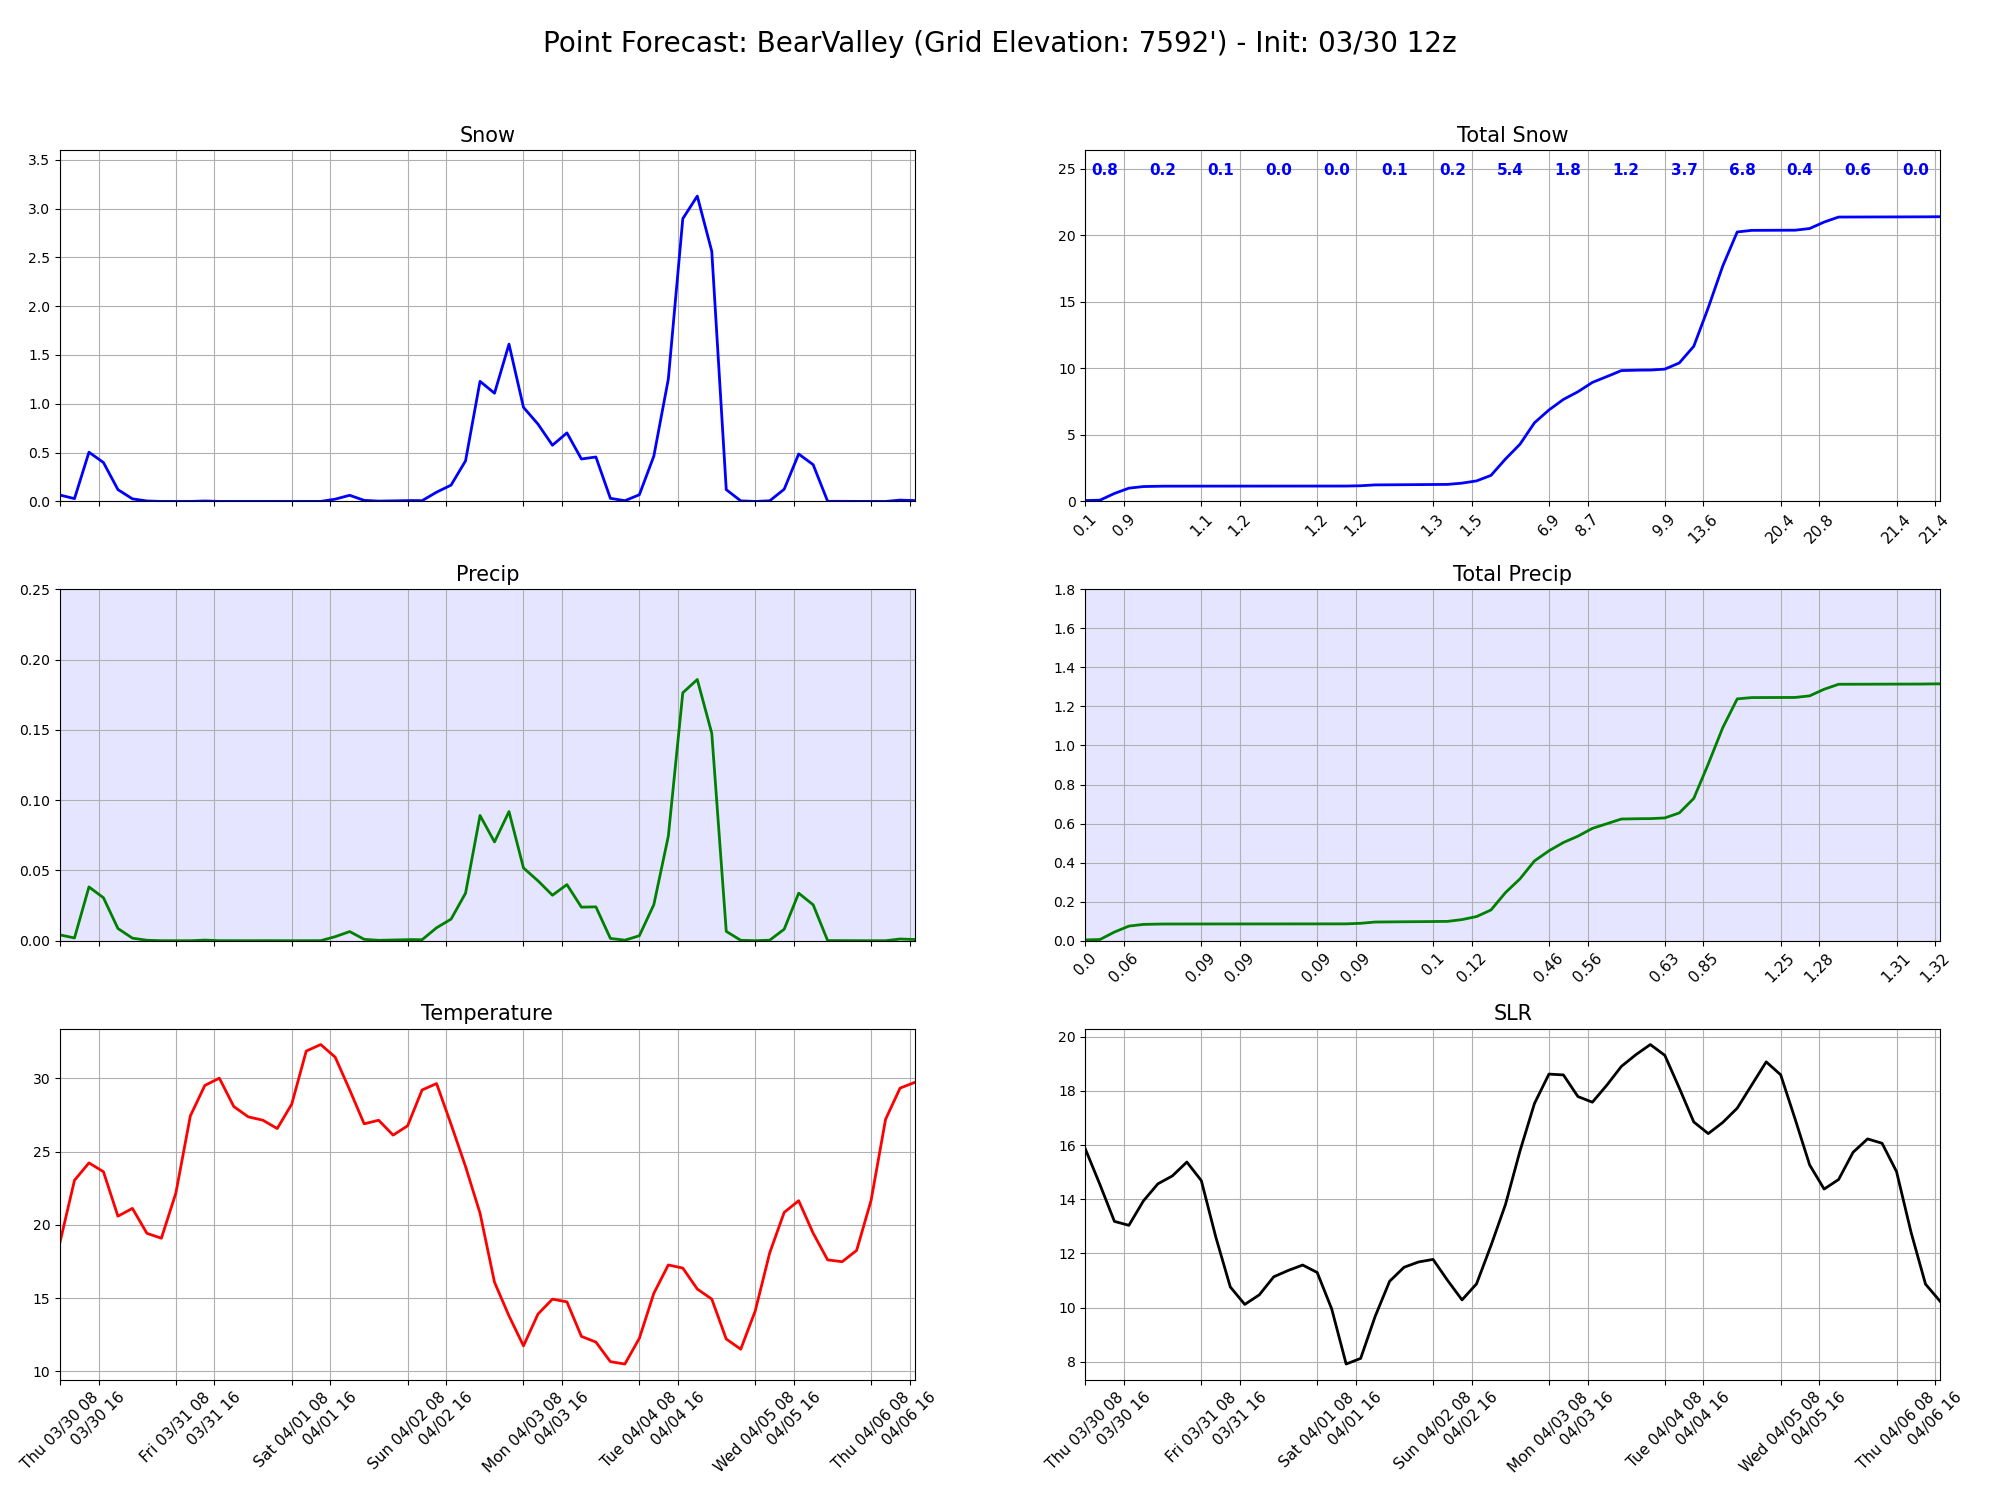 Point Forecast: BearValley (Grid Elevation: 7592') - Init: 03/30 12z
Snow
3.5
3.0
2.5
2.0
1.5
1.0
0.5
0.0
Total Snow
0.8 0.2 0.1 0.0 0.0 0.1 0.2 5.4 1.8 1.2 3.7 6.8 0.4 0.6 0.0
25
20
15
10
5
0
0.1 0.9 1.1 1.2 1.2 1.2 1.3 1.5 6.9 8.7 9.9 13.6 20.4 20.8 21.4 21.4
Precip
0.25
0.20
0.15
0.10
0.05
0.00
Total Precip
1.8
1.6
1.4
1.2
1.0
0.8
0.6
0.4
0.2
0.0
0.0 0.06 0.09 0.09 0.09 0.09 0.1 0.12 0.46 0.56 0.63 0.85 1.25 1.28 1.31 1.32
Temperature
30
25
20
15
10
Thu 03/30 08
03/30 16
Fri 03/31 08
03/31 16
Sat 04/01 08
04/01 16
Sun 04/02 08
04/02 16
Mon 04/03 08
04/03 16
Tue 04/04 08
04/04 16
Wed 04/05 08
04/05 16
Thu 04/06 08
04/06 16
SLR
20
18
16
14
12
10
8
Thu 03/30 08
03/30 16
Fri 03/31 08
03/31 16
Sat 04/01 08
04/01 16
Sun 04/02 08
04/02 16
Mon 04/03 08
04/03 16
Tue 04/04 08
04/04 16
Wed 04/05 08
04/05 16
Thu 04/06 08
04/06 16